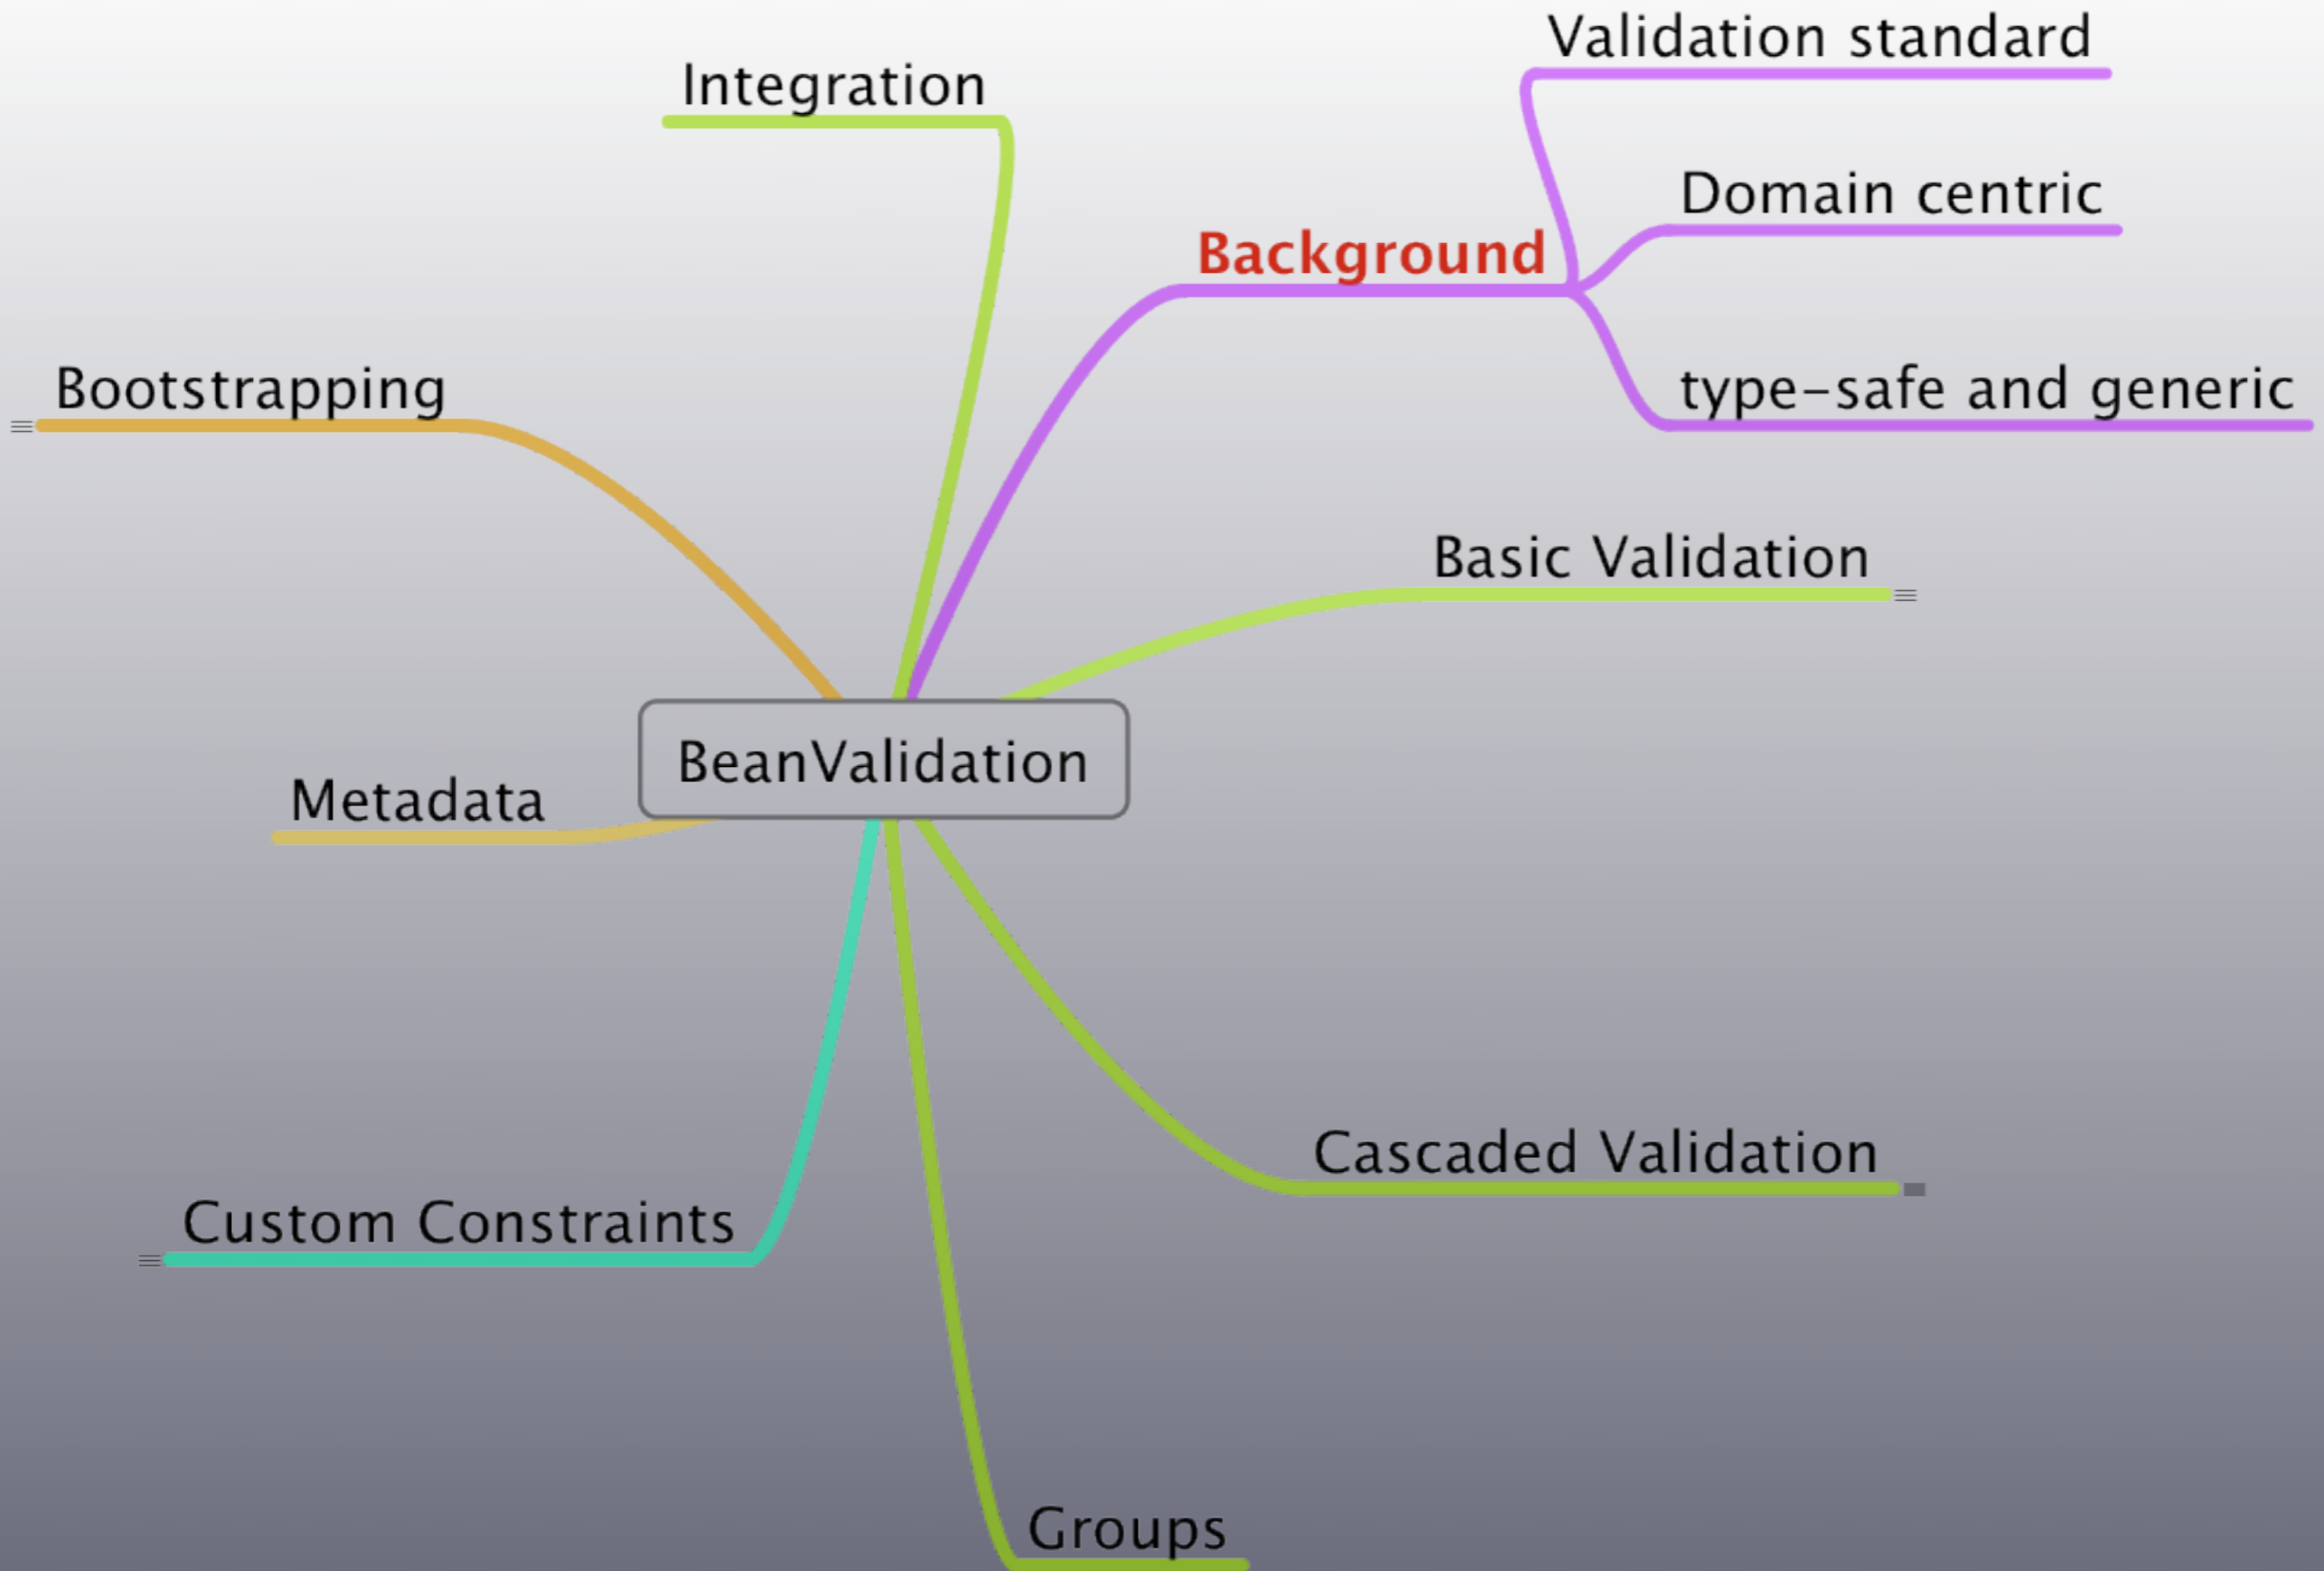 Validation standard
Integration
Domain centric
Background
Bootstrapping
type-safe and generic
Basic Validation
BeanValidation
Metadata
Cascaded Validation
Custom Constraints
Groups